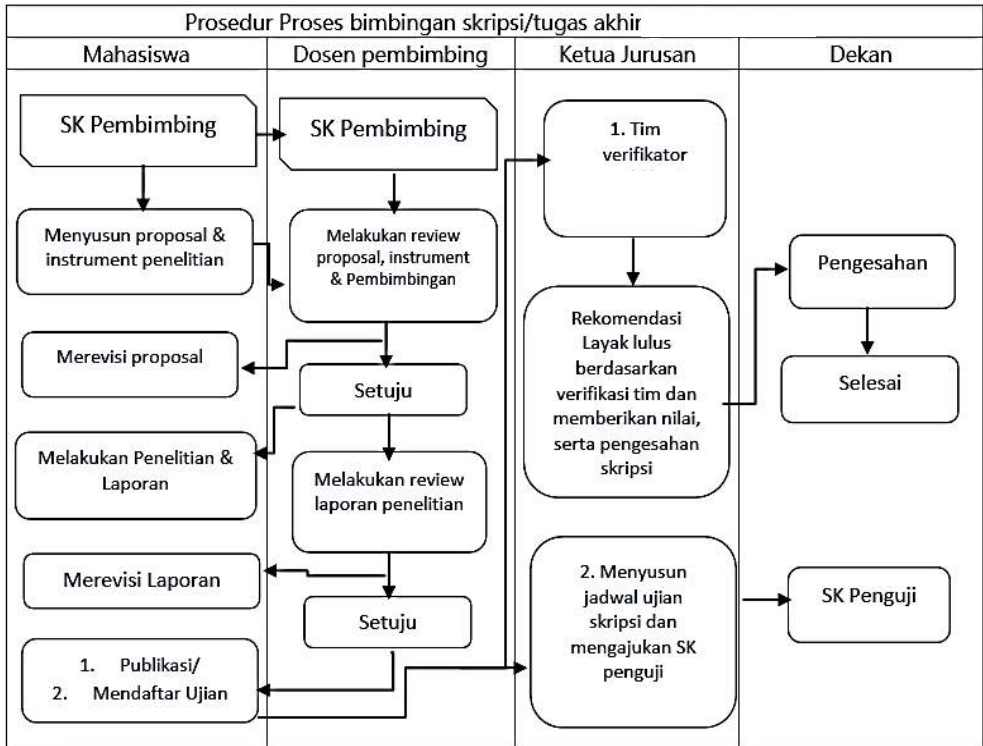 Prosedur Proses bimbingan skripsi/tugas akhir
Mahasiswa
Dosen pembimbing
Ketua Jurusan
Dekan
SK Pembimbing
SK Pembimbing
1. Tim
verifikator
Menyusun proposal &
instrument penelitian
Melakukan review
proposal, instrument
& Pembimbingan
Pengesahan
Merevisi proposal
Setuju
Rekomendasi
Layak lulus
berdasarkan
verifikasi tim dan
memberikan nilai,
serta pengesahan
skripsi
Selesai
Melakukan Penelitian &
Laporan
Melakukan review
laporan penelitian
Merevisi Laporan
Setuju
2. Menyusun
jadwal ujian
skripsi dan
mengajukan SK
penguji
SK Penguji
1. Publikasi/
2. Mendaftar Ujian